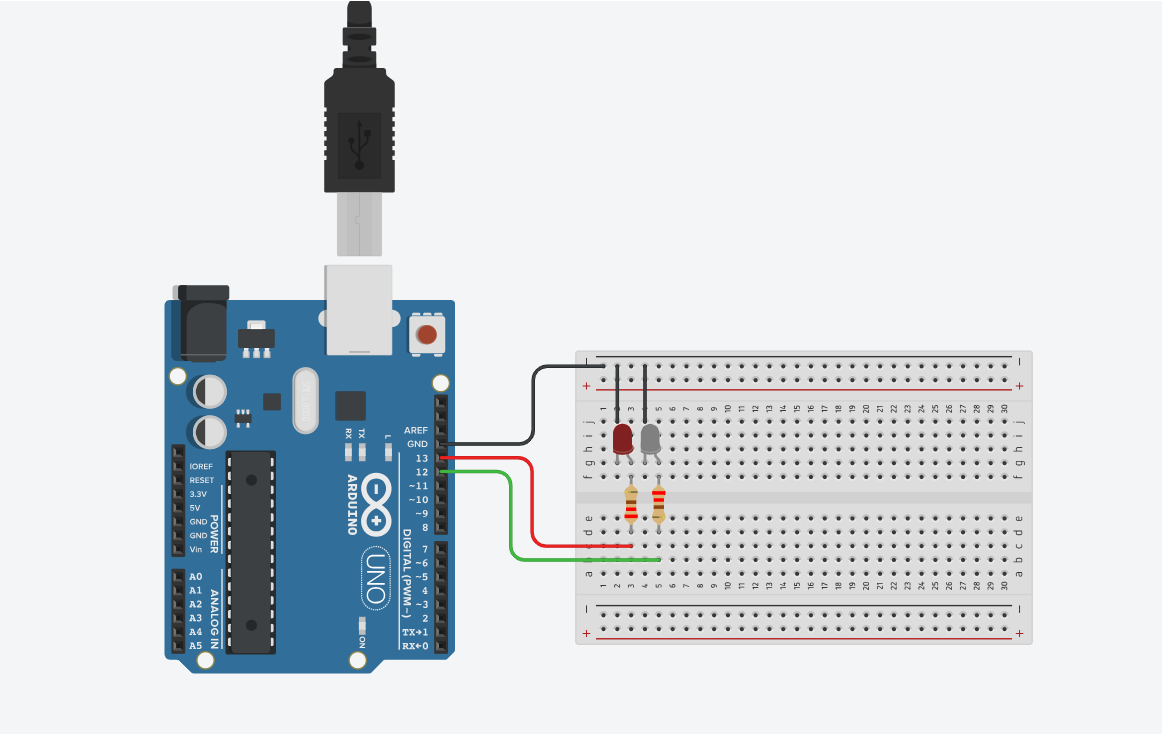 AREF
GND
RX
TX
L
13
12
~11
~10
~9
8
ARDUINO
UNO
DIGITAL (PWM~)
7
~6
~5
4
~3
2
TX→1
RX←0
ON
IOREF
RESET
3.3V
5V
GND
GND
Vin
POWER
A0
A1
A2
A3
A4
A5
ANALOG IN
− −
+ +
1 2 3 4 5 6 7 8 9 10 11 12 13 14 15 16 17 18 19 20 21 22 23 24 25 26 27 28 29 30
j j
i i
h h
g g
f f
e e
d d
c c
b b
a a
1 2 3 4 5 6 7 8 9 10 11 12 13 14 15 16 17 18 19 20 21 22 23 24 25 26 27 28 29 30
− −
+ +